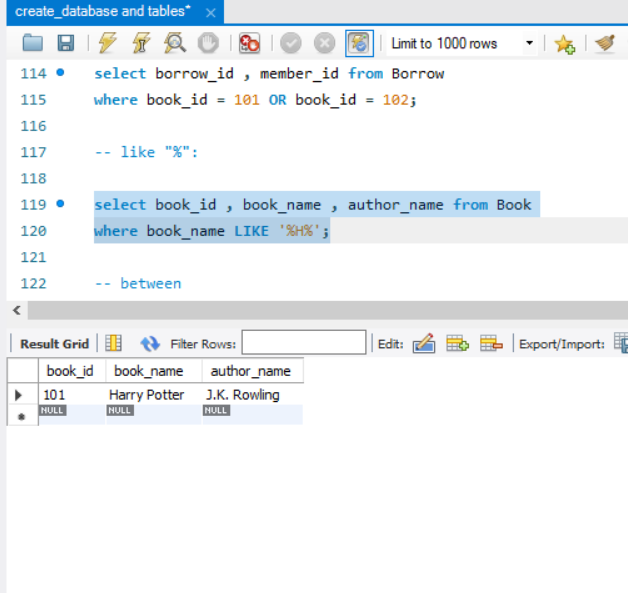 create_database and tables* ×
Limit to 1000 rows
114 select borrow_id , member_id from Borrow
115 where book_id = 101 OR book_id = 102;
116
117 -- like "%":
118
119 select book_id , book_name , author_name from Book
120 where book_name LIKE '%H%';
121
122 -- between
Result Grid Filter Rows: Edit: Export/Import:
book_id book_name author_name
101 Harry Potter J.K. Rowling
NULL NULL NULL